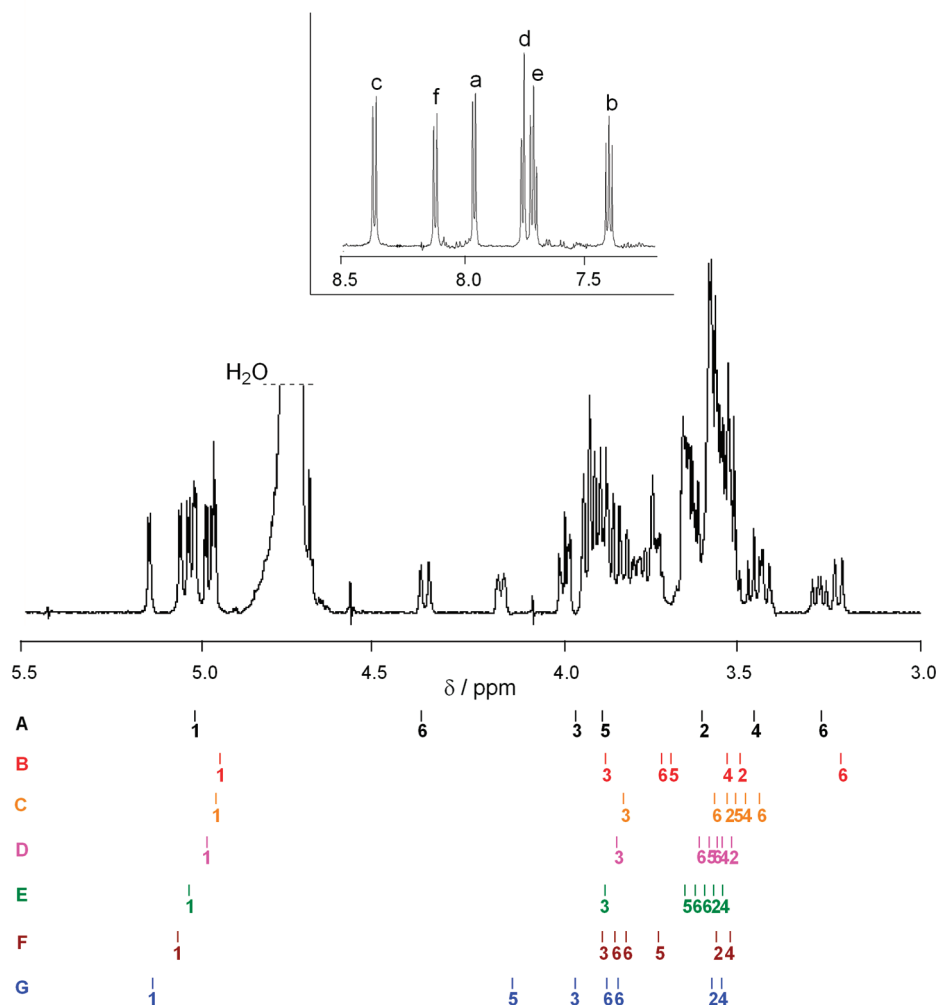 d
c f a e b
8.5 8.0 7.5
H₂O
5.5 5.0 4.5 4.0 3.5 3.0
δ / ppm
A 1 6 3 5 2 4 6
B 1 3 6 5 4 2 6
C 1 3 6 2 5 4 6
D 1 3 6 5 6 4 2
E 1 3 5 6 6 2 4
F 1 3 6 6 5 2 4
G 1 5 3 6 6 2 4